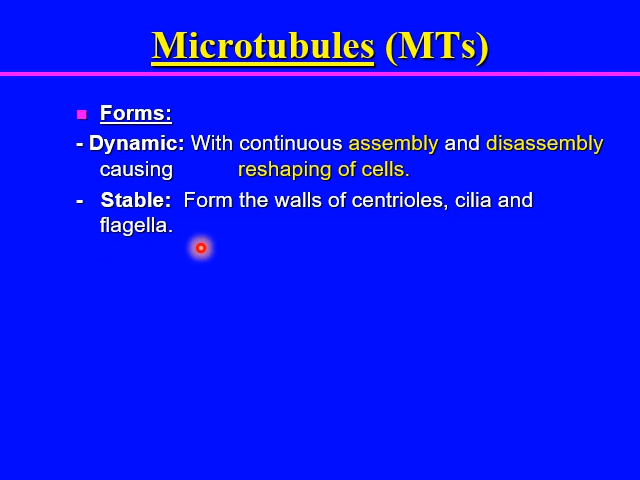 Microtubules (MTs)
Forms:
- Dynamic: With continuous assembly and disassembly
causing reshaping of cells.
- Stable: Form the walls of centrioles, cilia and
flagella.